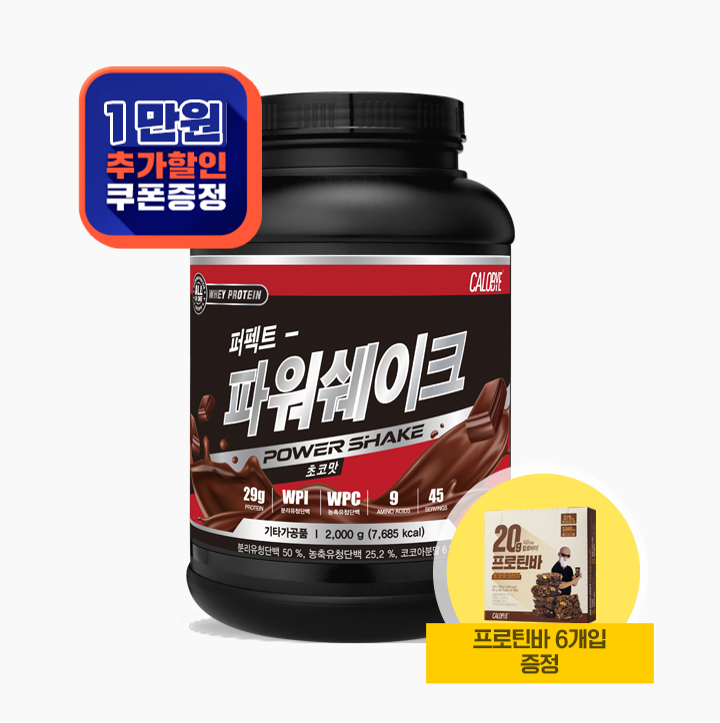 1만원
추가할인
쿠폰증정
CALOBYE
WHEY PROTEIN
퍼펙트
파워쉐이크
POWER SHAKE
초코맛
29g WPI WPC 9 45
PROTEIN 분리유청단백 농축유청단백 AMINO ACIDS SERVINGS
기타가공품 | 2,000 g (7,685 kcal)
분리유청단백 50 %, 농축유청단백 25.2 %, 코코아분말 6
20g
프로틴바
CALOBYE
프로틴바 6개입
증정